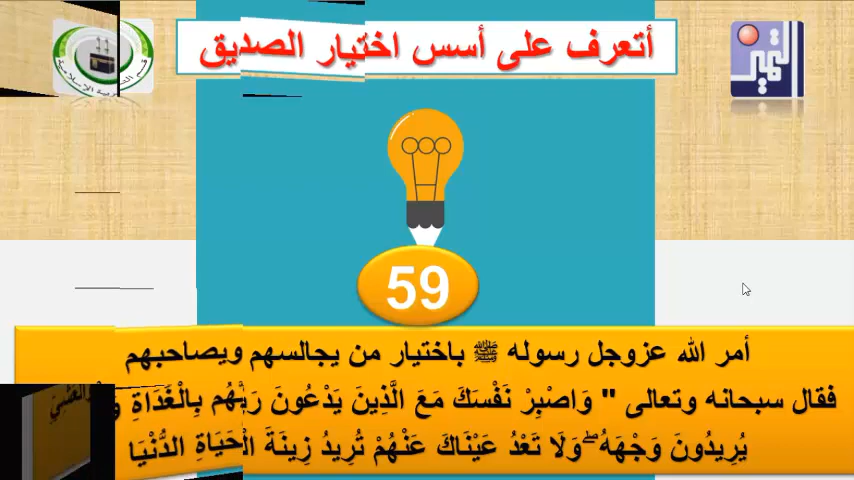 أتعرف على أسس اختيار الصديق
التميز
59
أمر الله عزوجل رسوله ﷺ باختيار من يجالسهم ويصاحبهم
فقال سبحانه وتعالى " وَاصْبِرْ نَفْسَكَ مَعَ الَّذِينَ يَدْعُونَ رَبَّهُم بِالْغَدَاةِ
يُرِيدُونَ وَجْهَهُ ۖ وَلَا تَعْدُ عَيْنَاكَ عَنْهُمْ تُرِيدُ زِينَةَ الْحَيَاةِ الدُّنْيَا